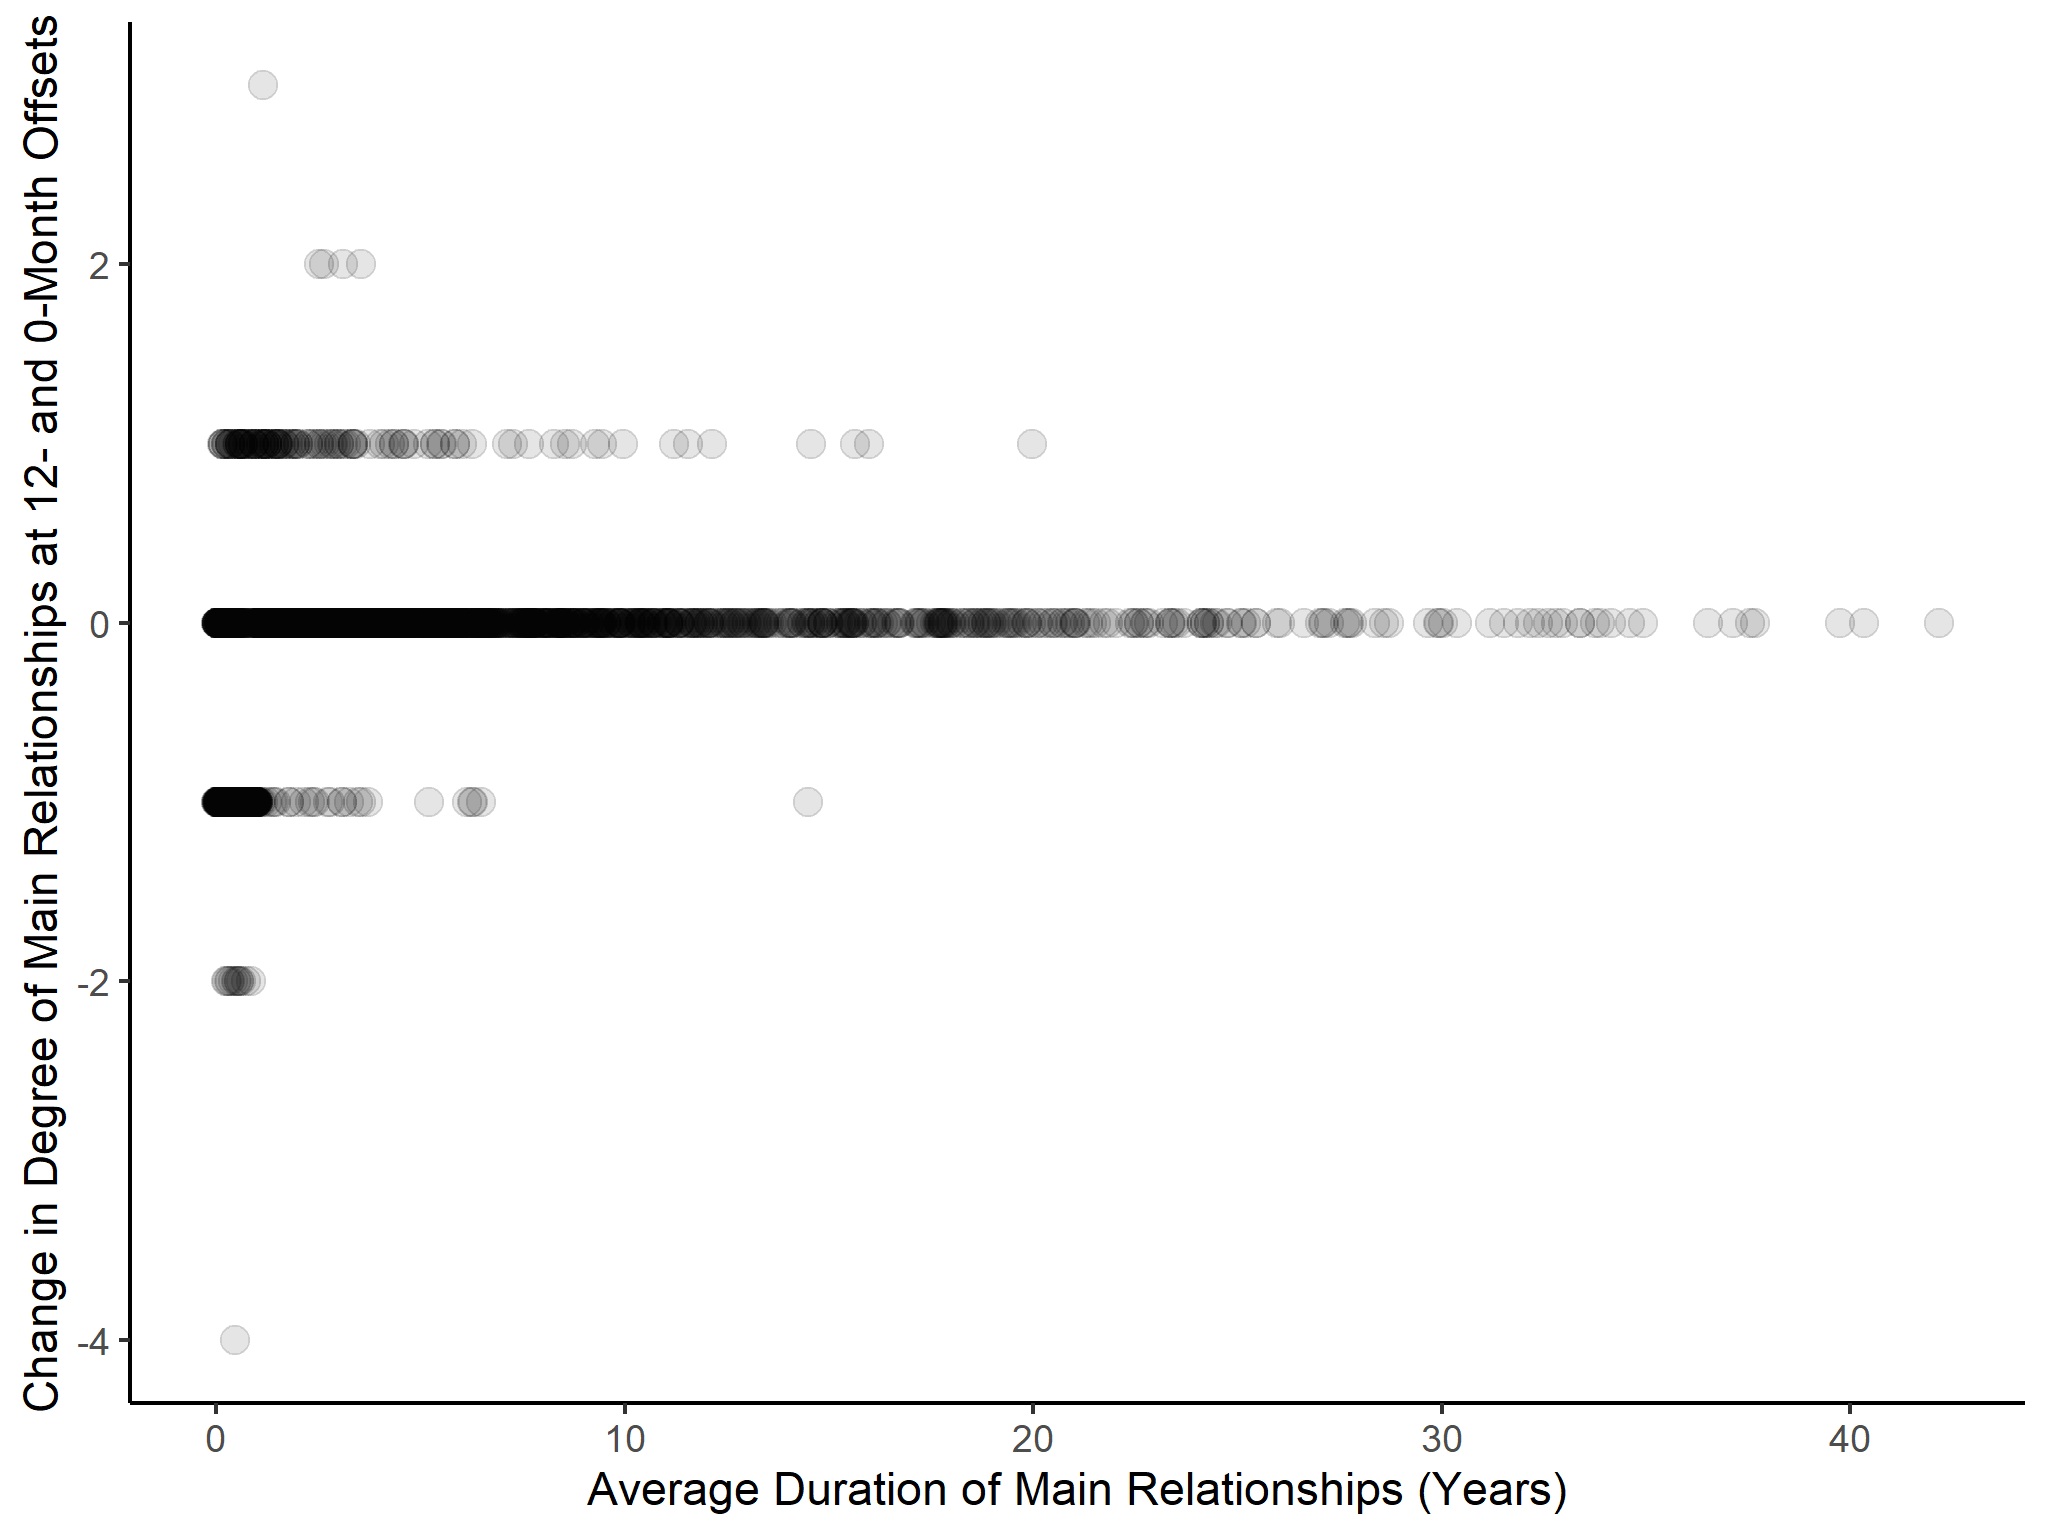 Change in Degree of Main Relationships at 12- and 0-Month Offsets
2
0
-2
-4
0 10 20 30 40
Average Duration of Main Relationships (Years)